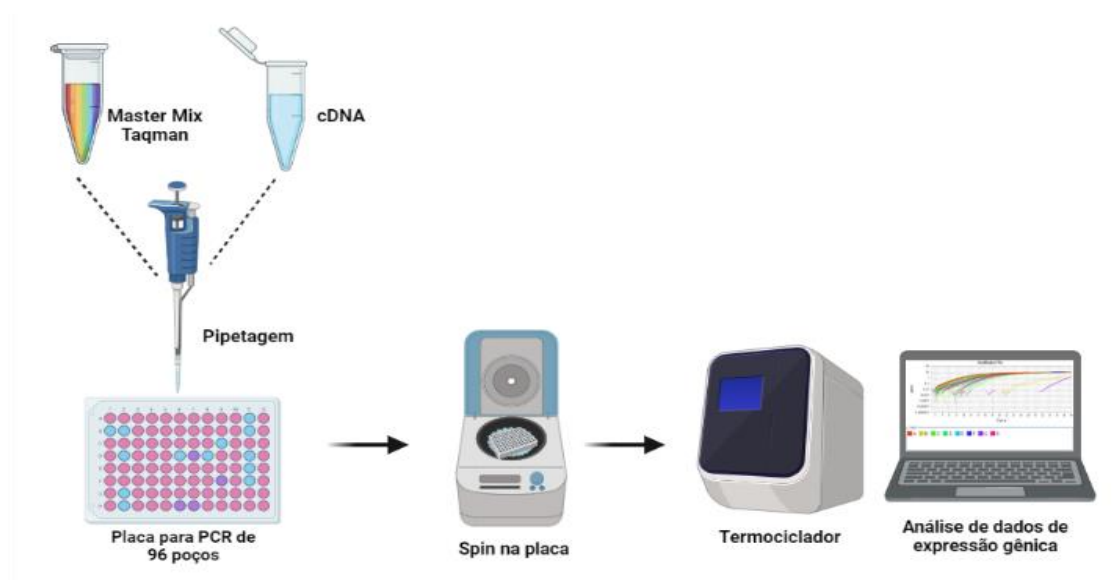 Master Mix
Taqman
cDNA
Pipetagem
Placa para PCR de
96 poços
Spin na placa
Termociclador
Análise de dados de
expressão gênica